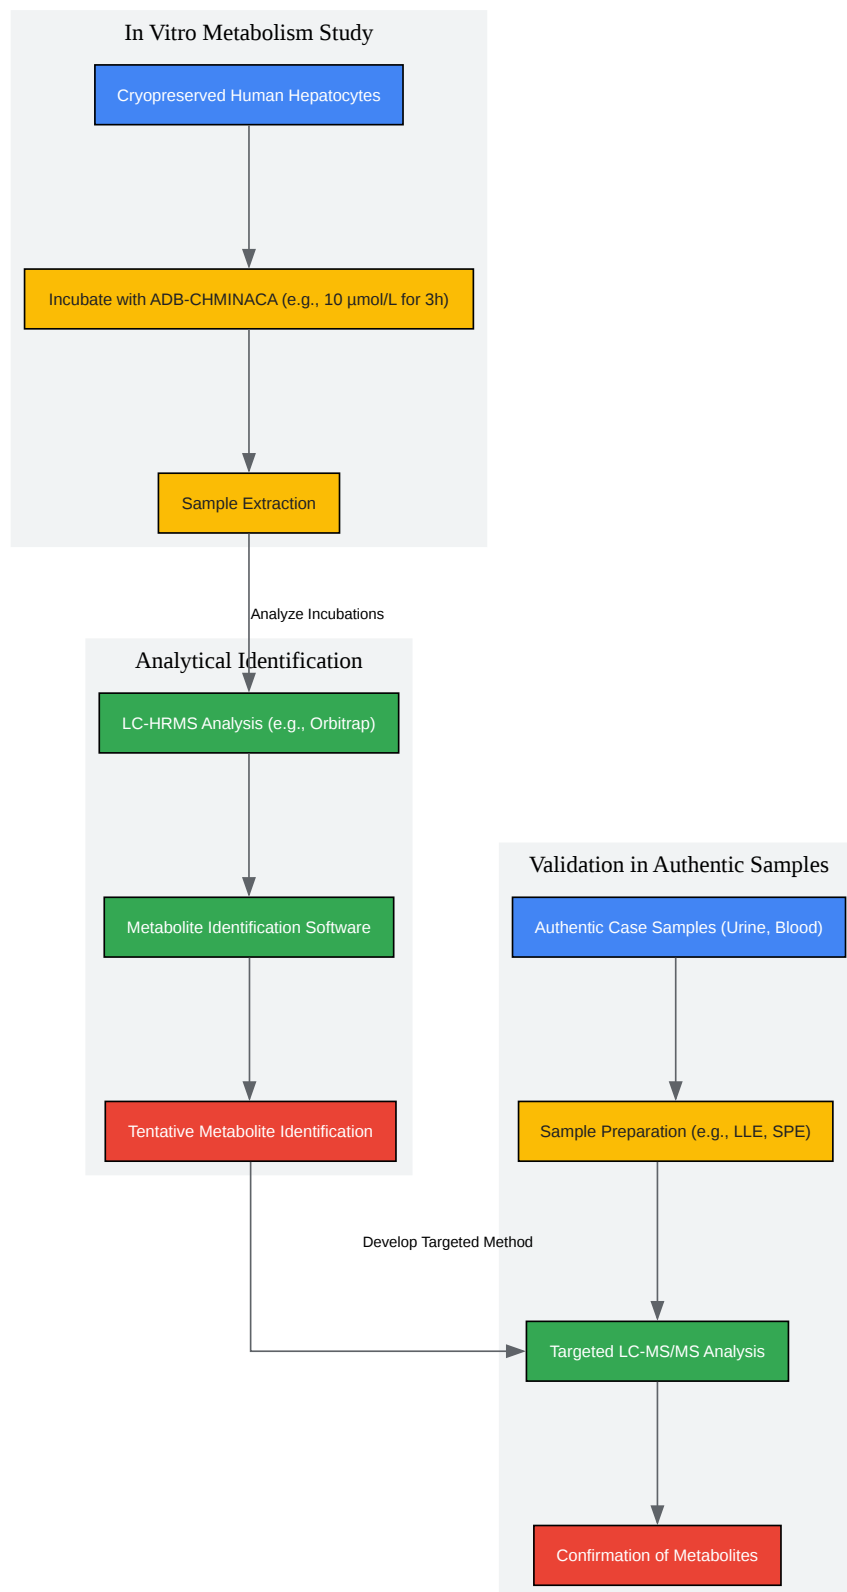 In Vitro Metabolism Study
Cryopreserved Human Hepatocytes
Incubate with ADB-CHMINACA (e.g., 10 µmol/L for 3h)
Sample Extraction
Analyze Incubations
Analytical Identification
LC-HRMS Analysis (e.g., Orbitrap)
Metabolite Identification Software
Tentative Metabolite Identification
Develop Targeted Method
Validation in Authentic Samples
Authentic Case Samples (Urine, Blood)
Sample Preparation (e.g., LLE, SPE)
Targeted LC-MS/MS Analysis
Confirmation of Metabolites